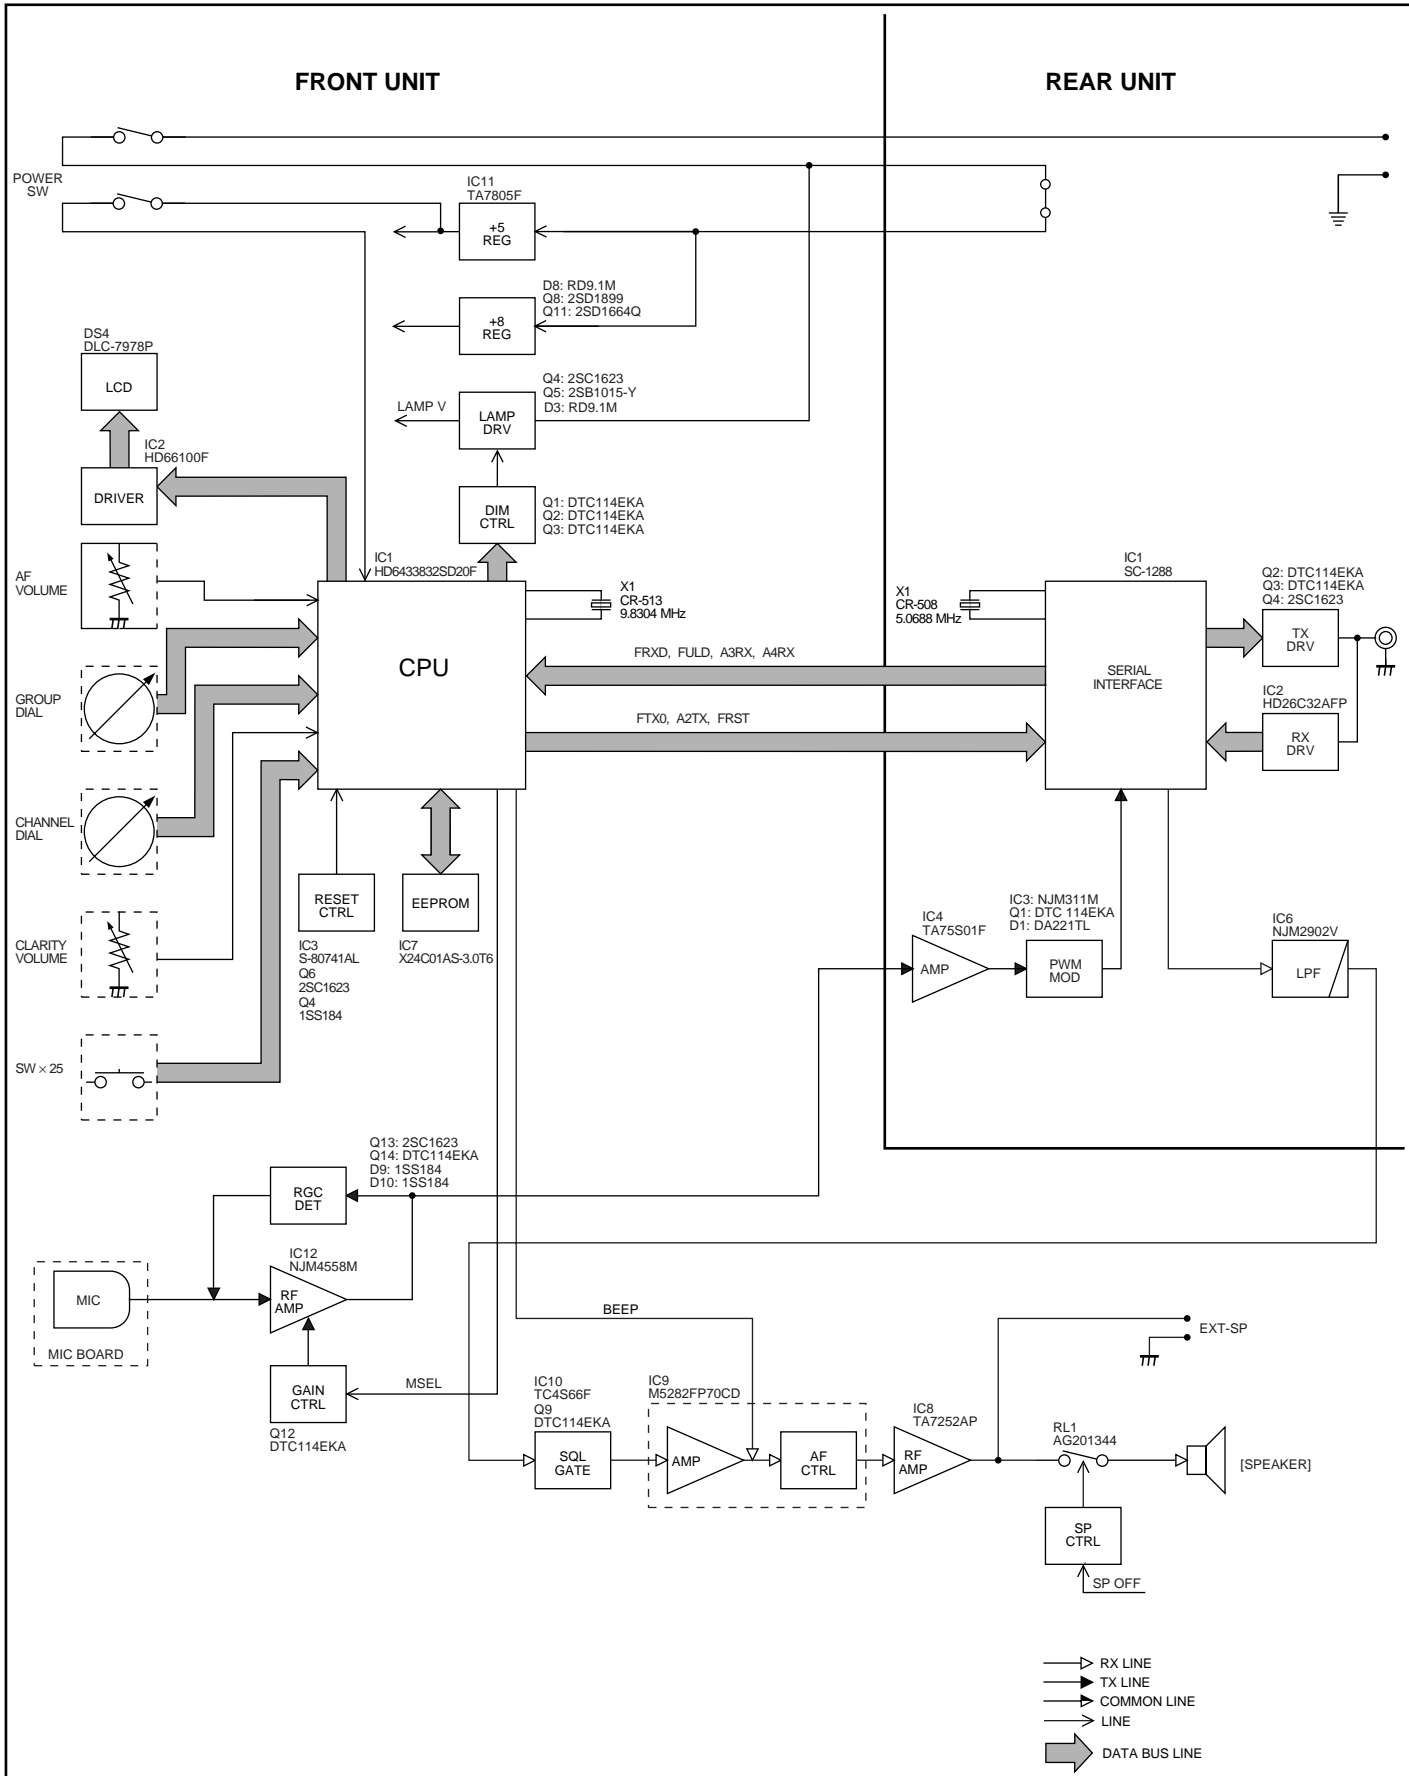 FRONT UNIT
REAR UNIT
POWER
SW
IC11
TA7805F
+5
REG
D8: RD9.1M
Q8: 2SD1899
Q11: 2SD1664Q
+8
REG
DS4
DLC-7978P
LCD
Q4: 2SC1623
Q5: 2SB1015-Y
D3: RD9.1M
LAMP V
LAMP
DRV
IC2
HD66100F
DRIVER
DIM
CTRL
Q1: DTC114EKA
Q2: DTC114EKA
Q3: DTC114EKA
AF
VOLUME
IC1
HD6433832SD20F
CPU
X1
CR-513
9.8304 MHz
X1
CR-508
5.0688 MHz
IC1
SC-1288
SERIAL
INTERFACE
Q2: DTC114EKA
Q3: DTC114EKA
Q4: 2SC1623
TX
DRV
FRXD, FULD, A3RX, A4RX
GROUP
DIAL
FTX0, A2TX, FRST
IC2
HD26C32AFP
RX
DRV
CHANNEL
DIAL
RESET
CTRL
EEPROM
IC3
S-80741AL
Q6
2SC1623
Q4
1SS184
IC7
X24C01AS-3.0T6
CLARITY
VOLUME
IC4
TA75S01F
AMP
IC3: NJM311M
Q1: DTC 114EKA
D1: DA221TL
PWM
MOD
IC6
NJM2902V
LPF
SW × 25
Q13: 2SC1623
Q14: DTC114EKA
D9: 1SS184
D10: 1SS184
RGC
DET
IC12
NJM4558M
RF
AMP
MIC
MIC BOARD
GAIN
CTRL
Q12
DTC114EKA
MSEL
BEEP
EXT-SP
IC10
TC4S66F
Q9
DTC114EKA
SQL
GATE
IC9
M5282FP70CD
AMP
AF
CTRL
IC8
TA7252AP
RF
AMP
RL1
AG201344
[SPEAKER]
SP
CTRL
SP OFF
RX LINE
TX LINE
COMMON LINE
LINE
DATA BUS LINE